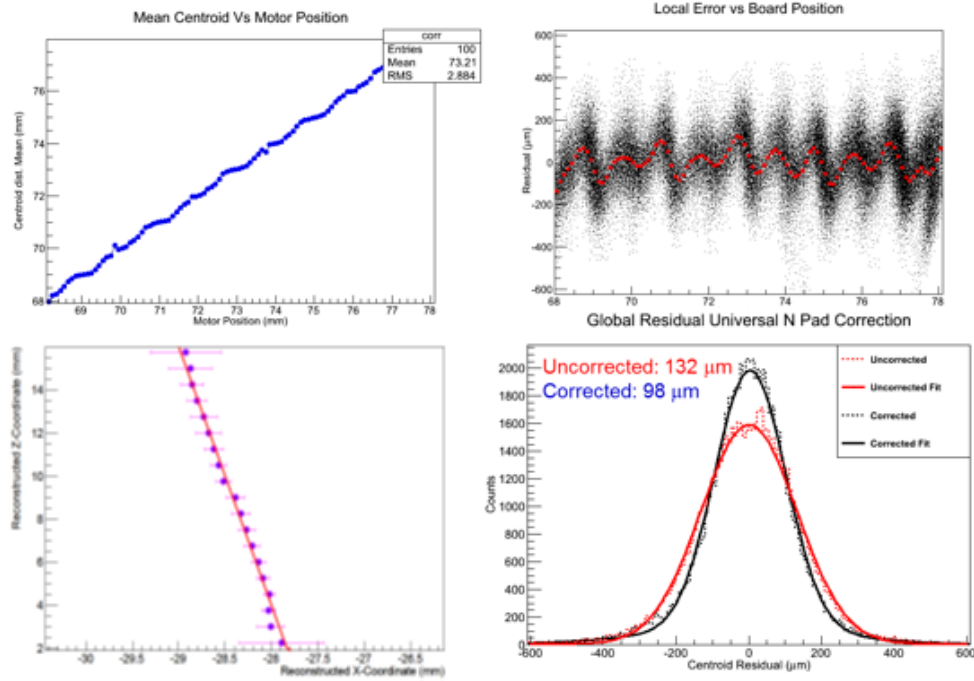 Mean Centroid Vs Motor Position
corr
Entries 100
Mean 73.21
RMS 2.884
Centroid dist. Mean (mm)
76
74
72
70
68
69 70 71 72 73 74 75 76 77 78
Motor Position (mm)
Local Error vs Board Position
Residual (μm)
600
400
200
0
-200
-400
-600
68 70 71 72 74 75 76 78
Reconstructed Z-Coordinate (mm)
14
12
10
8
6
4
2
-30 -29 -28.5 -28 -27.5 -27 -26.5
Reconstructed X-Coordinate (mm)
Global Residual Universal N Pad Correction
Uncorrected: 132 μm
Corrected: 98 μm
Uncorrected
Uncorrected Fit
Corrected
Corrected Fit
Counts
2000
1800
1600
1400
1200
1000
800
600
400
200
0
-600 -400 -200 0 200 400 600
Centroid Residual (μm)